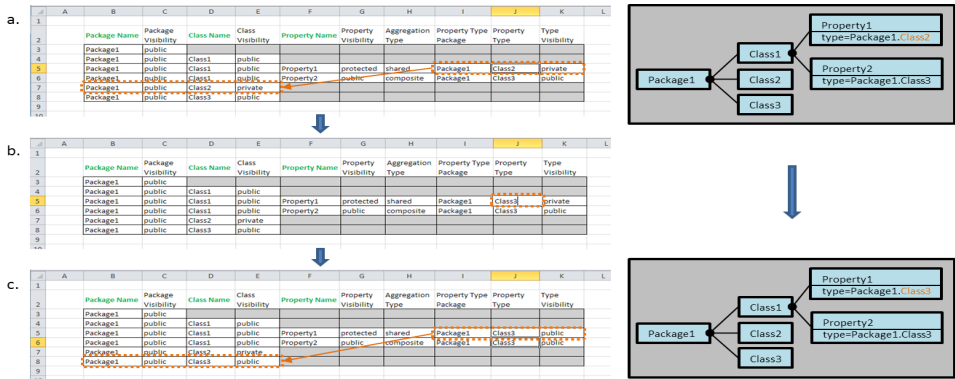 a.
A B C D E F G H I J K L
1
Package Property Aggregation Property Type Property Type
2 Package Name Visibility Class Name Class Visibility Property Name Visibility Type Package Type Visibility
3 Package1 public
4 Package1 public Class1 public
5 Package1 public Class1 public Property1 protected shared Package1 Class2 private
6 Package1 public Class1 public Property2 public composite Package1 Class3 public
7 Package1 public Class2 private
8 Package1 public Class3 public
9
10
b.
A B C D E F G H I J K L
1
Package Class Property Aggregation Property Type Property Type
2 Package Name Visibility Class Name Visibility Property Name Visibility Type Package Type Visibility
3 Package1 public
4 Package1 public Class1 public
5 Package1 public Class1 public Property1 protected shared Package1 Class3 private
6 Package1 public Class1 public Property2 public composite Package1 Class3 public
7 Package1 public Class2 private
8 Package1 public Class3 public
9
10
c.
A B C D E F G H I J K L
1
Package Class Property Aggregation Property Type Property Type
2 Package Name Visibility Class Name Visibility Property Name Visibility Type Package Type Visibility
3 Package1 public
4 Package1 public Class1 public
5 Package1 public Class1 public Property1 protected shared Package1 Class3 public
6 Package1 public Class1 public Property2 public composite Package1 Class3 public
7 Package1 public Class2 private
8 Package1 public Class3 public
9
Property1
type=Package1.Class2
Class1
Property2
type=Package1.Class3
Package1
Class2
Class3
Property1
type=Package1.Class3
Class1
Property2
type=Package1.Class3
Package1
Class2
Class3